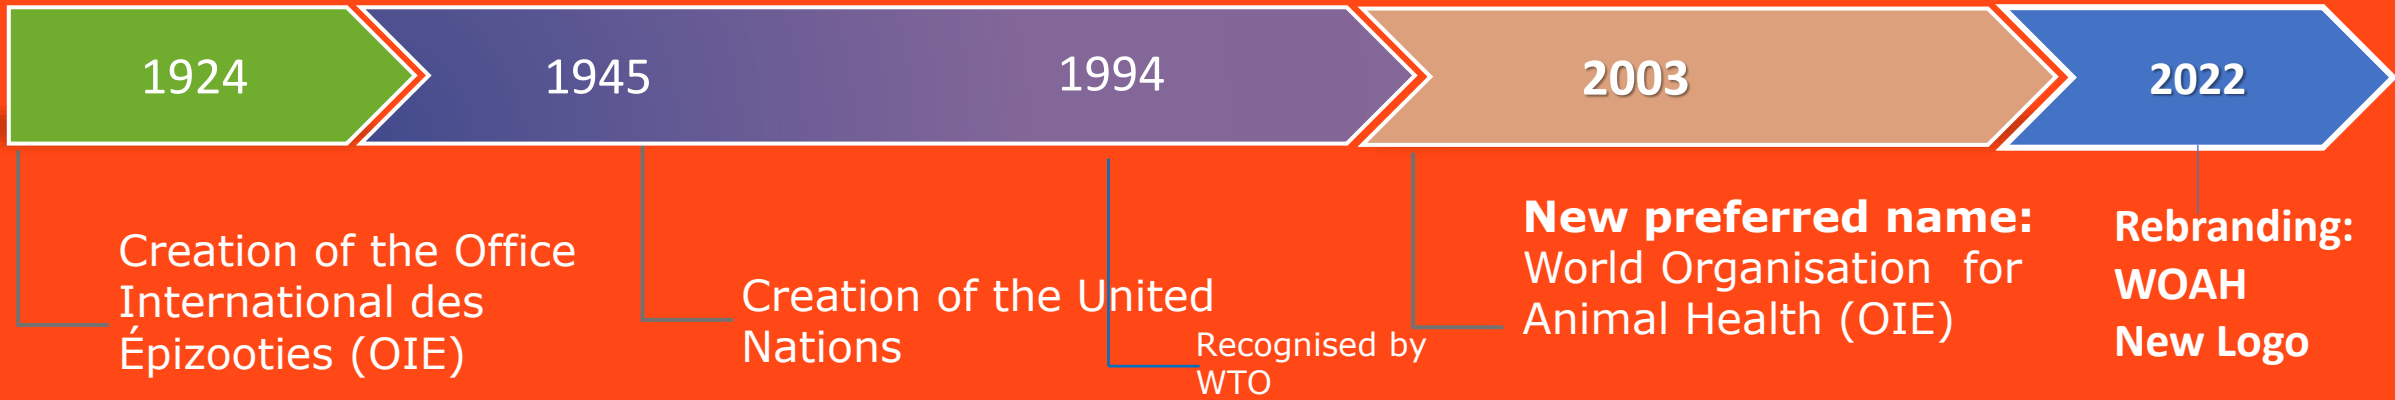 1924
1945
1994
2003
2022
Creation of the Office
International des
Épizooties (OIE)
Creation of the United
Nations
Recognised by
WTO
New preferred name:
World Organisation for
Animal Health (OIE)
Rebranding:
WOAH
New Logo